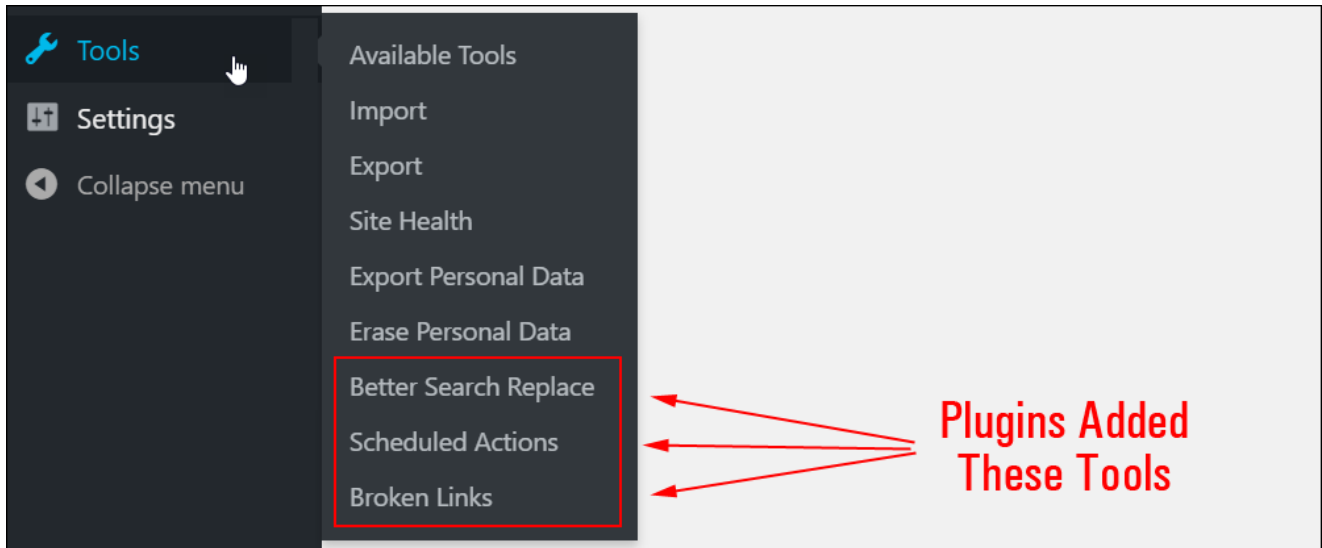 Tools
Settings
Collapse menu
Available Tools
Import
Export
Site Health
Export Personal Data
Erase Personal Data
Better Search Replace
Scheduled Actions
Broken Links
Plugins Added
These Tools